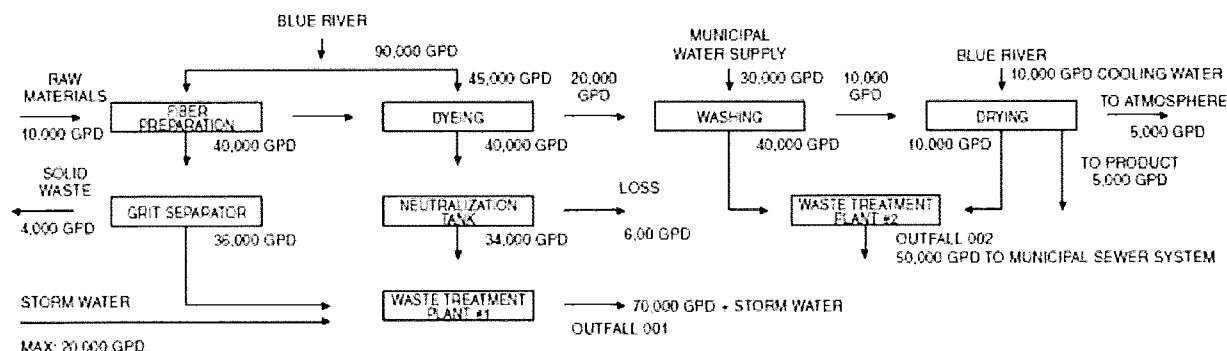 BLUE RIVER
90,000 GPD
MUNICIPAL
WATER SUPPLY
BLUE RIVER
RAW
MATERIALS
10,000 GPD
45,000 GPD
20,000
GPD
30,000 GPD
10,000
GPD
10,000 GPD COOLING WATER
FIBER
PREPARATION
40,000 GPD
DYEING
40,000 GPD
WASHING
40,000 GPD
DRYING
10,000 GPD
TO ATMOSPHERE
5,000 GPD
TO PRODUCT
5,000 GPD
SOLID
WASTE
4,000 GPD
GRIT SEPARATOR
36,000 GPD
NEUTRALIZATION
TANK
34,000 GPD
LOSS
6,00 GPD
WASTE TREATMENT
PLANT #2
OUTFALL 002
50,000 GPD TO MUNICIPAL SEWER SYSTEM
STORM WATER
MAX: 20,000 GPD
WASTE TREATMENT
PLANT #1
70,000 GPD + STORM WATER
OUTFALL 001